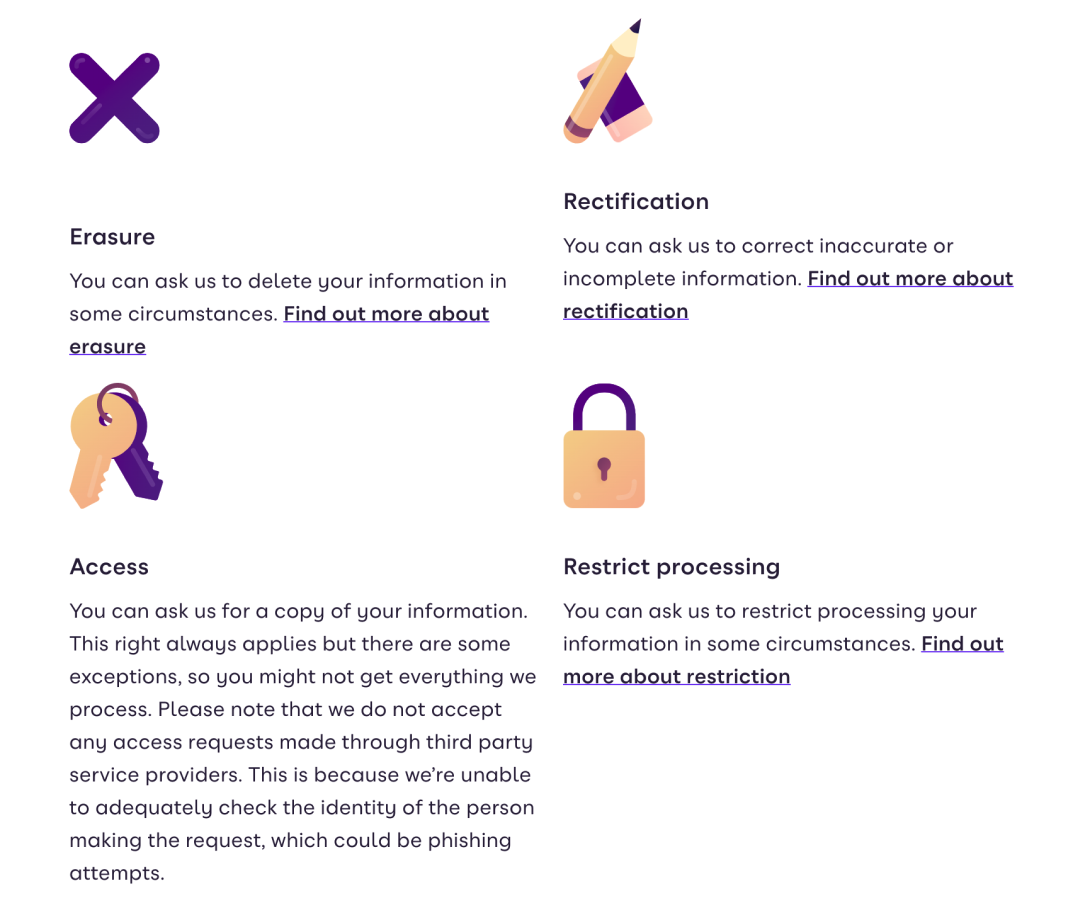 Erasure
You can ask us to delete your information in
some circumstances. Find out more about
erasure
Rectification
You can ask us to correct inaccurate or
incomplete information. Find out more about
rectification
Access
You can ask us for a copy of your information.
This right always applies but there are some
exceptions, so you might not get everything we
process. Please note that we do not accept
any access requests made through third party
service providers. This is because we’re unable
to adequately check the identity of the person
making the request, which could be phishing
attempts.
Restrict processing
You can ask us to restrict processing your
information in some circumstances. Find out
more about restriction